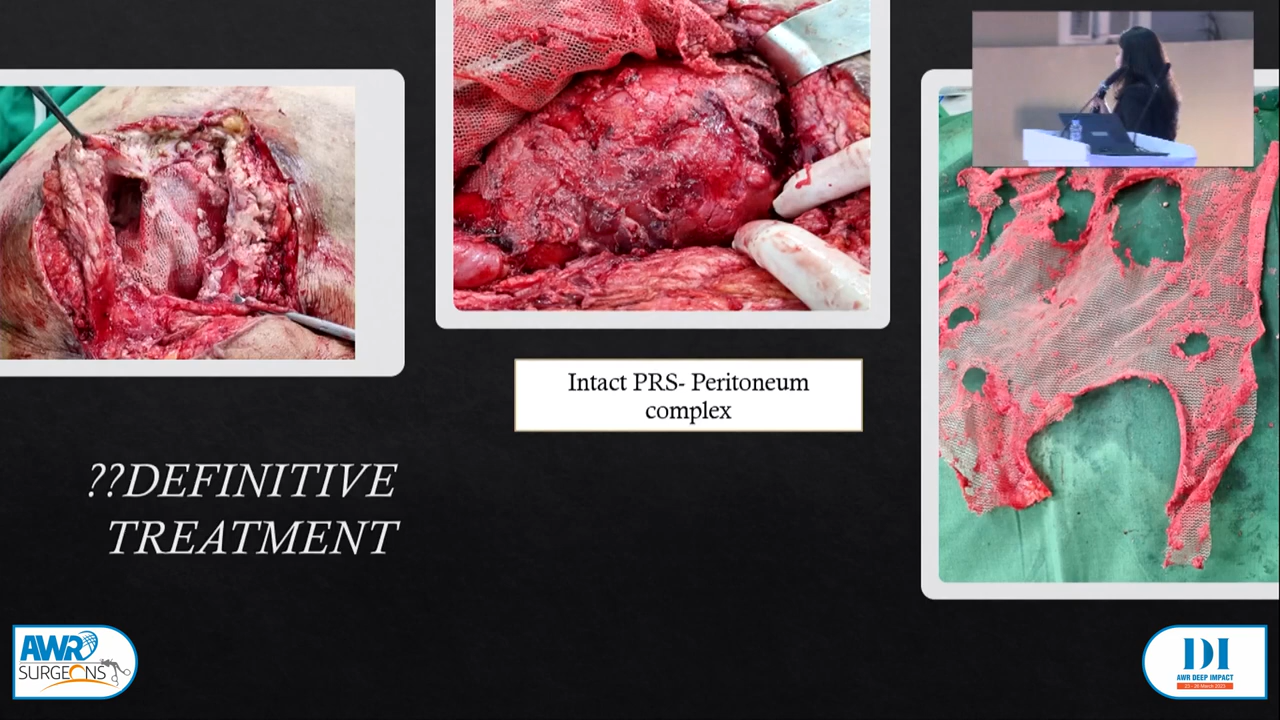 Intact PRS- Peritoneum
complex
??DEFINITIVE
TREATMENT
AWR
SURGEONS
DI
AWR DEEP IMPACT